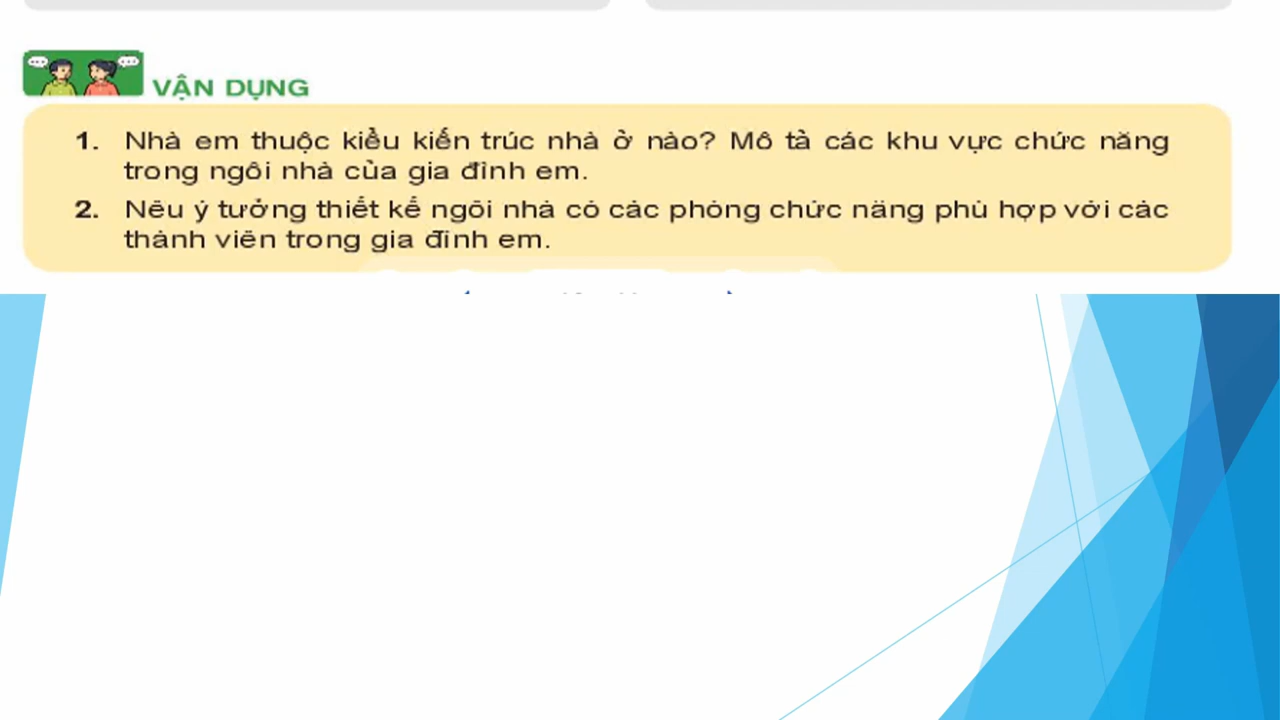 VẬN DỤNG
1. Nhà em thuộc kiểu kiến trúc nhà ở nào? Mô tả các khu vực chức năng
trong ngôi nhà của gia đình em.
2. Nêu ý tưởng thiết kế ngôi nhà có các phòng chức năng phù hợp với các
thành viên trong gia đình em.